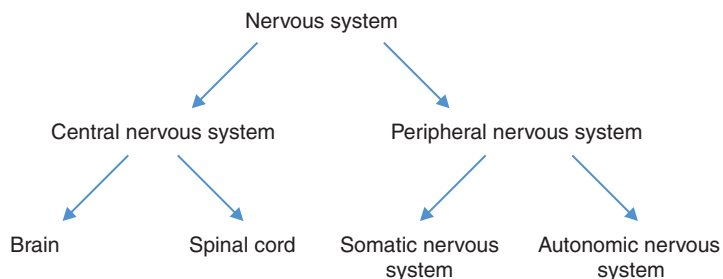 Nervous system
Central nervous system
Peripheral nervous system
Brain
Spinal cord
Somatic nervous
system
Autonomic nervous
system